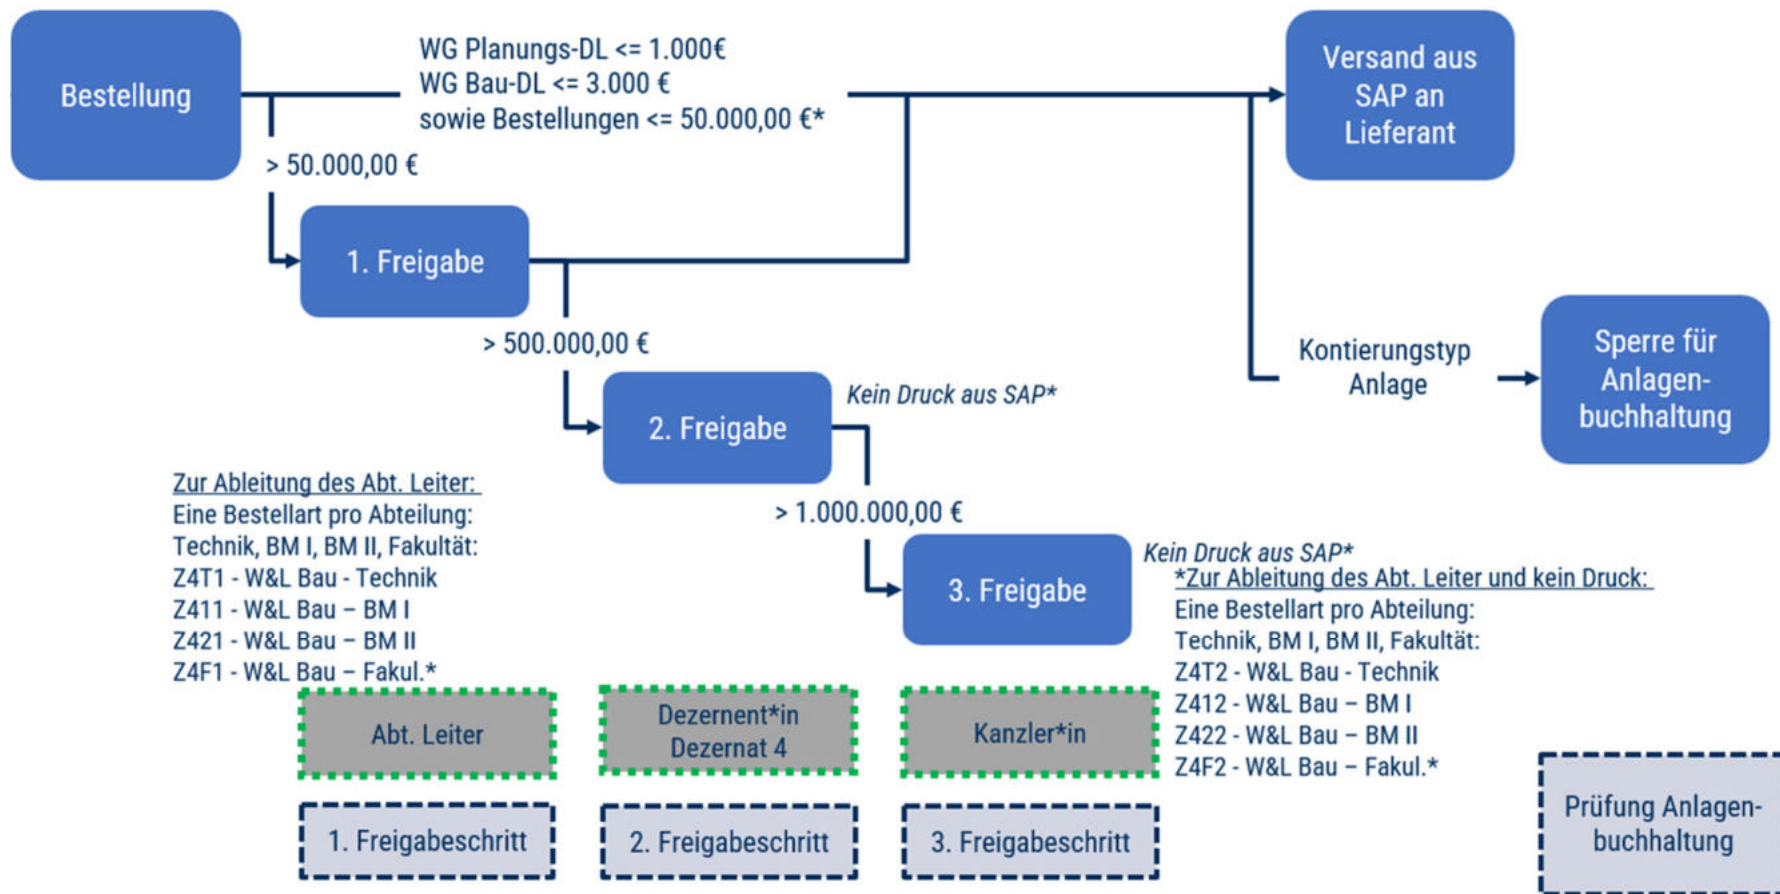 Bestellung
WG Planungs-DL <= 1.000€
WG Bau-DL <= 3.000 €
sowie Bestellungen <= 50.000,00 €*
Versand aus
SAP an
Lieferant
> 50.000,00 €
1. Freigabe
> 500.000,00 €
Kontierungstyp
Anlage
Sperre für
Anlagen-
buchhaltung
2. Freigabe
Kein Druck aus SAP*
> 1.000.000,00 €
3. Freigabe
Kein Druck aus SAP*
Zur Ableitung des Abt. Leiter:
Eine Bestellart pro Abteilung:
Technik, BM I, BM II, Fakultät:
Z4T1 - W&L Bau - Technik
Z411 - W&L Bau – BM I
Z421 - W&L Bau – BM II
Z4F1 - W&L Bau – Fakul.*
*Zur Ableitung des Abt. Leiter und kein Druck:
Eine Bestellart pro Abteilung:
Technik, BM I, BM II, Fakultät:
Z4T2 - W&L Bau - Technik
Z412 - W&L Bau – BM I
Z422 - W&L Bau – BM II
Z4F2 - W&L Bau – Fakul.*
Abt. Leiter
Dezernent*in
Dezernat 4
Kanzler*in
1. Freigabeschritt
2. Freigabeschritt
3. Freigabeschritt
Prüfung Anlagen-
buchhaltung